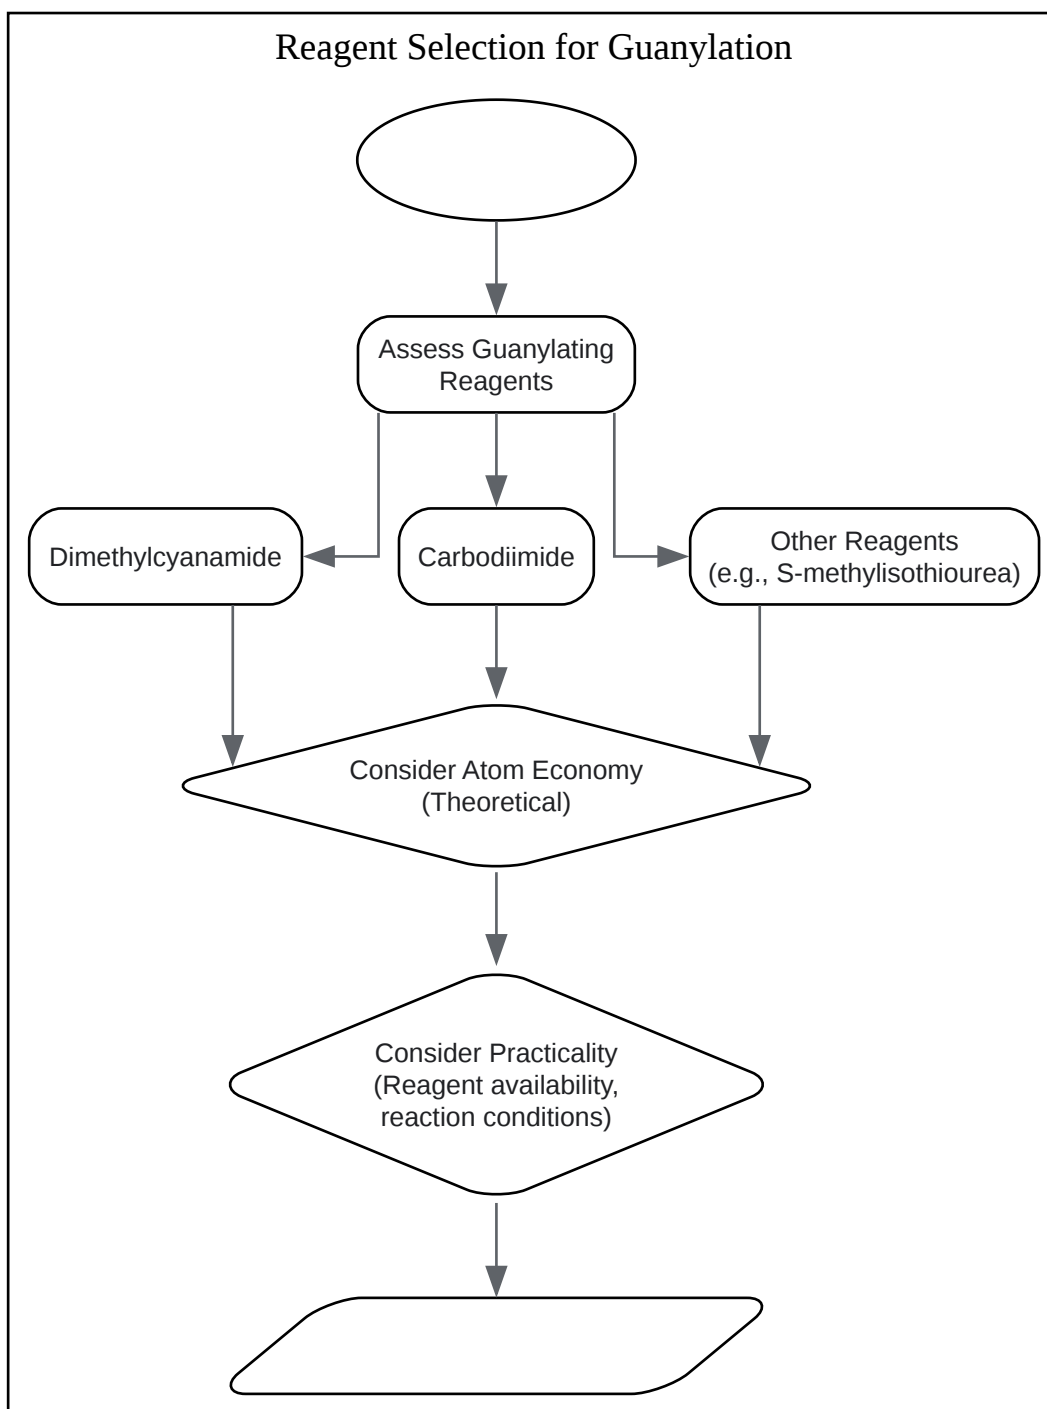 Reagent Selection for Guanylation
Assess Guanylating
Reagents
Dimethylcyanamide
Carbodiimide
Other Reagents
(e.g., S-methylisothiourea)
Consider Atom Economy
(Theoretical)
Consider Practicality
(Reagent availability,
reaction conditions)